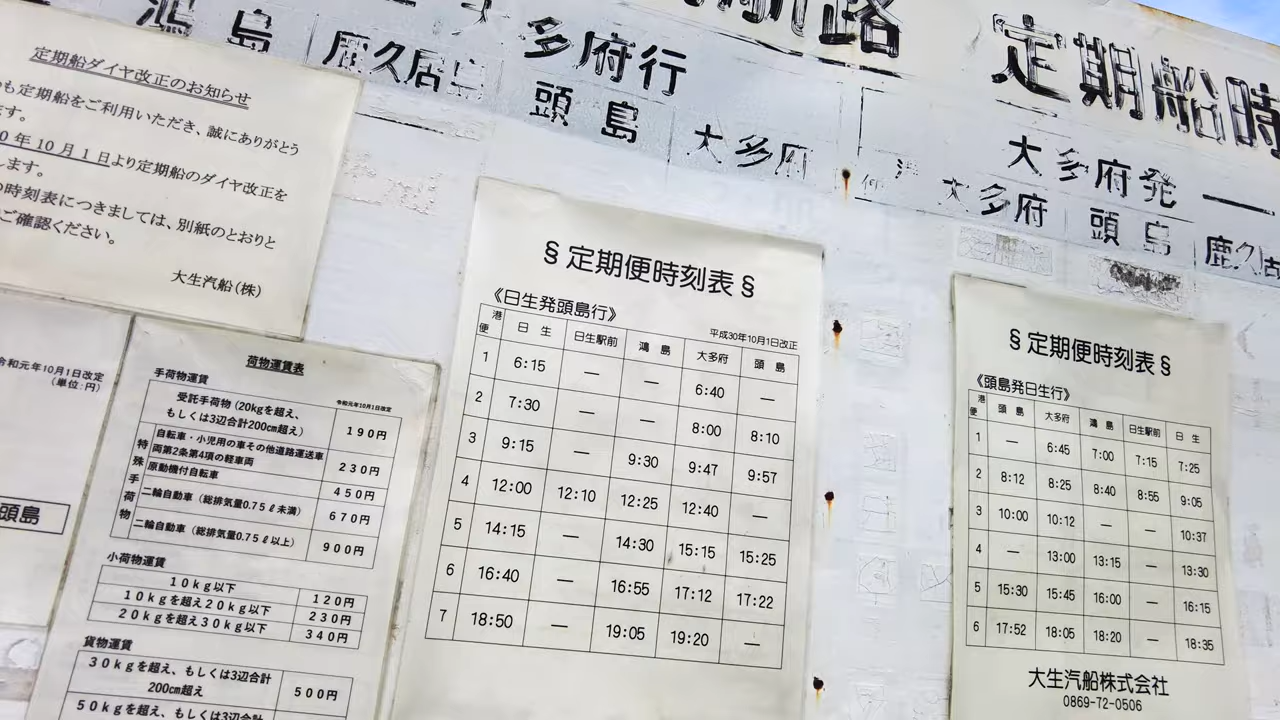 鴻島
鹿久居島
多府行
頭島
大多府
航路
定期船時
大多府発
大多府
頭島
鹿久居
定期船ダイヤ改正のお知らせ
も定期船をご利用いただき、誠にありがとう
ます。
0年10月1日より定期船のダイヤ改正を
します。
の時刻表につきましては、別紙のとおりと
ご確認ください。
大生汽船(株)
令和元年10月1日改定
(単位:円)
頭島
荷物運賃表
手荷物運賃
令和元年10月1日改定
受託手荷物(20kgを超え、
もしくは3辺合計200cm超え) 190円
特殊手荷物
自転車・小児用の車その他道路運送車
両第2条第4項の軽車両 230円
原動機付自転車 450円
二輪自動車(総排気量0.75ℓ未満) 670円
二輪自動車(総排気量0.75ℓ以上) 900円
小荷物運賃
10kg以下 120円
10kgを超え20kg以下 230円
20kgを超え30kg以下 340円
貨物運賃
30kgを超え、もしくは3辺合計
200cm超え 500円
50kgを超え、もしくは3辺合計
§定期便時刻表§
《日生発頭島行》
平成30年10月1日改正
港
便 日生 日生駅前 鴻島 大多府 頭島
1 6:15 — — 6:40 —
2 7:30 — — 8:00 8:10
3 9:15 — 9:30 9:47 9:57
4 12:00 12:10 12:25 12:40 —
5 14:15 — 14:30 15:15 15:25
6 16:40 — 16:55 17:12 17:22
7 18:50 — 19:05 19:20 —
§定期便時刻表§
《頭島発日生行》
港
便 頭島 大多府 鴻島 日生駅前 日生
1 — 6:45 7:00 7:15 7:25
2 8:12 8:25 8:40 8:55 9:05
3 10:00 10:12 — — 10:37
4 — 13:00 13:15 — 13:30
5 15:30 15:45 16:00 — 16:15
6 17:52 18:05 18:20 — 18:35
大生汽船株式会社
0869-72-0506